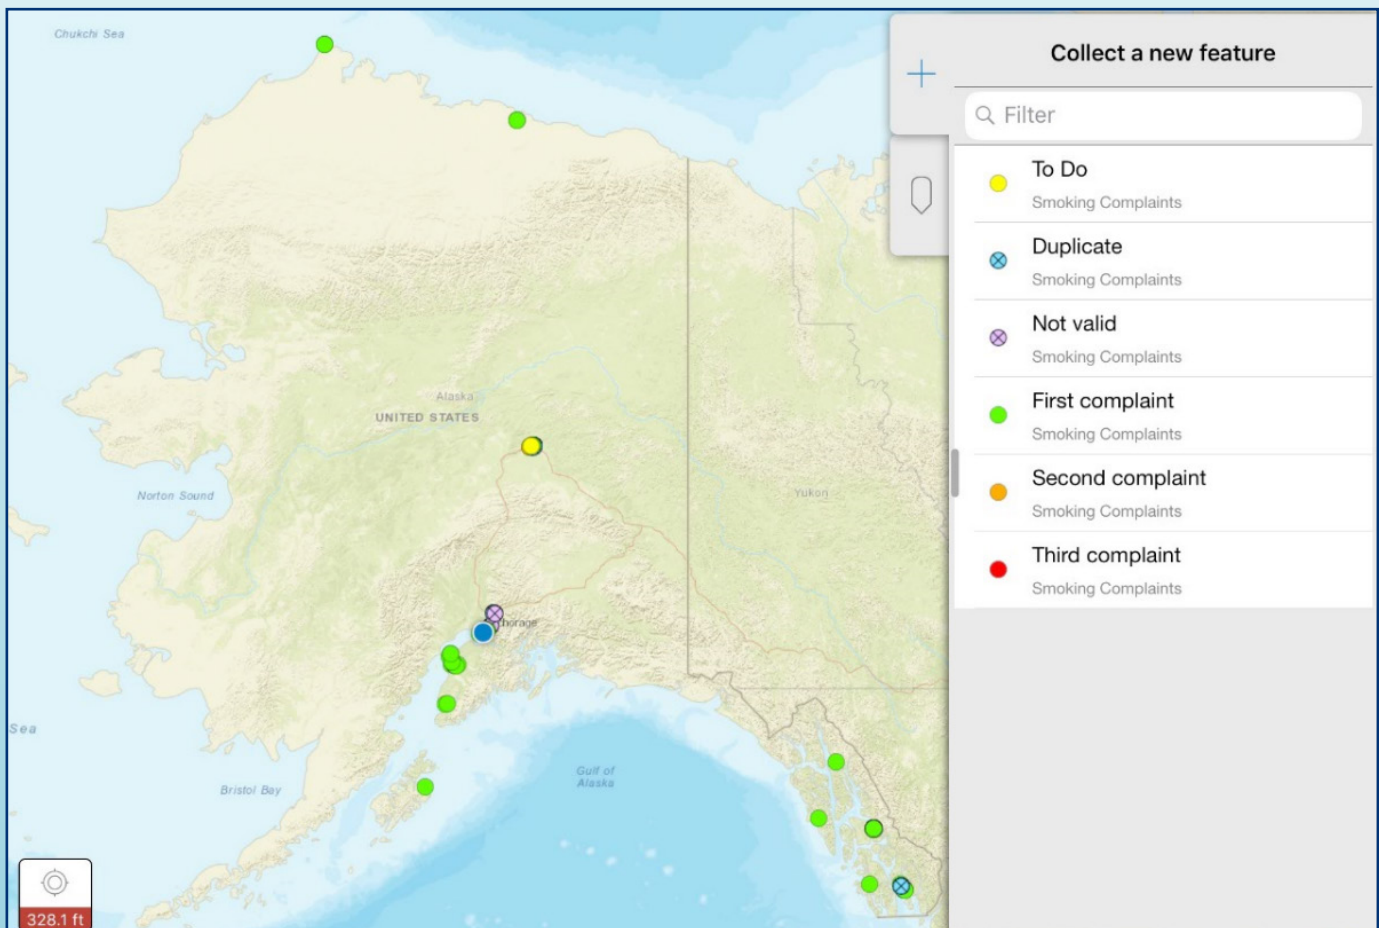 Chukchi Sea
Alaska
UNITED STATES
Norton Sound
Yukon
horage
Sea
Gulf of
Alaska
Bristol Bay
328.1 ft
Collect a new feature
Filter
To Do
Smoking Complaints
Duplicate
Smoking Complaints
Not valid
Smoking Complaints
First complaint
Smoking Complaints
Second complaint
Smoking Complaints
Third complaint
Smoking Complaints